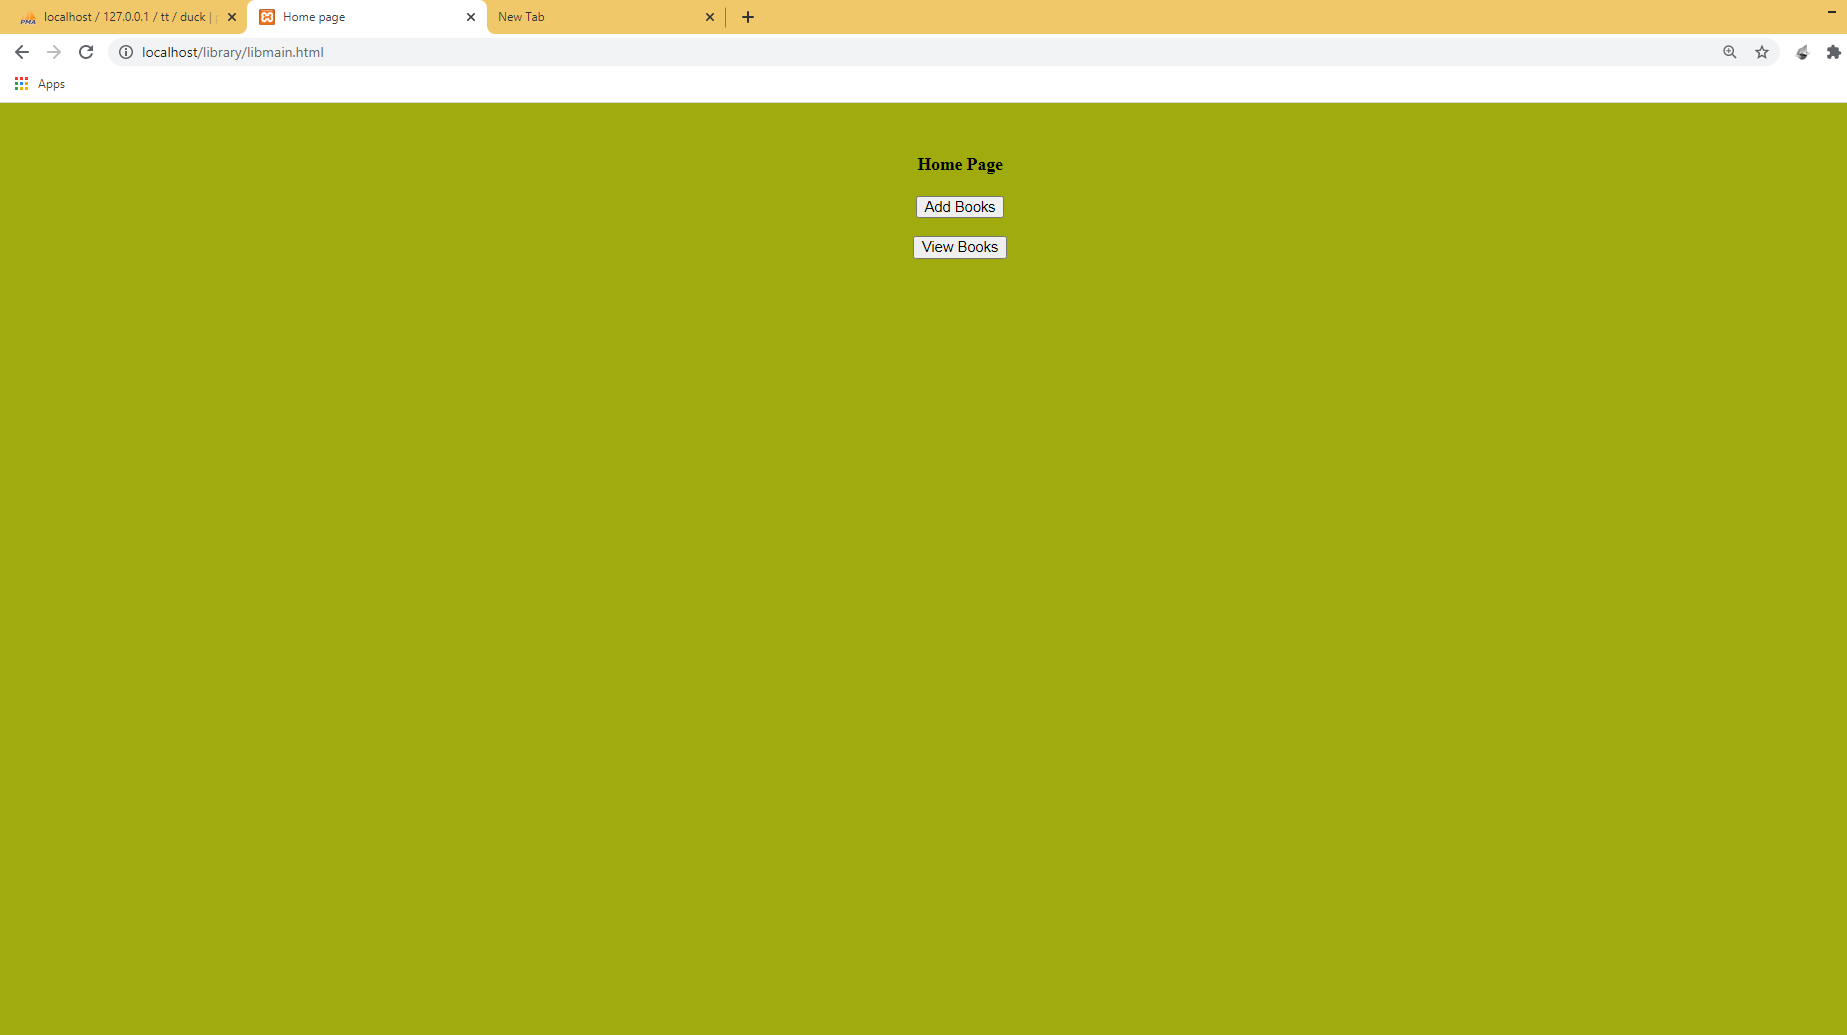 localhost / 127.0.0.1 / tt / duck |
Home page
New Tab
localhost/library/libmain.html
Apps
Home Page
Add Books
View Books